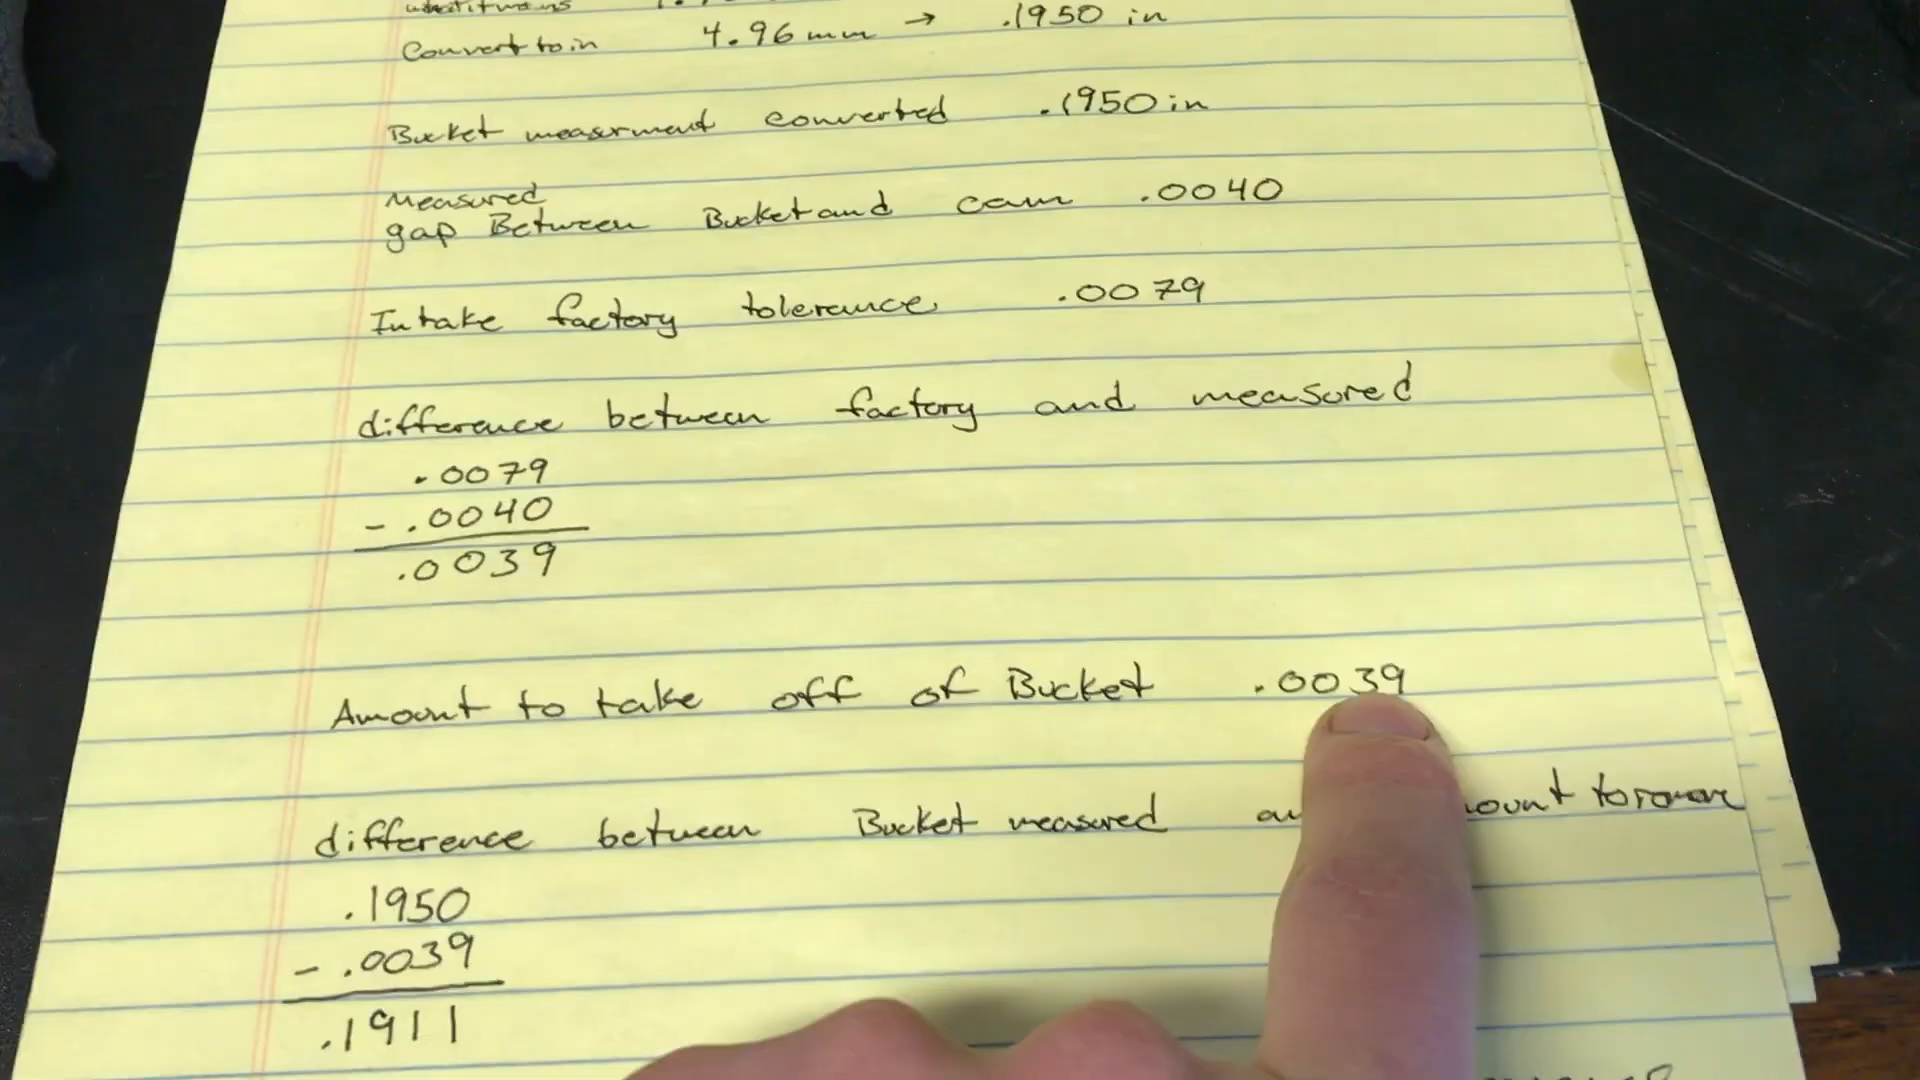 Convert to in 4.96 mm → .1950 in
Bucket measurment converted .1950 in
Measured
gap Between Bucket and cam .0040
Intake factory tolerance .0079
difference between factory and measured
.0079
- .0040
.0039
Amount to take off of Bucket .0039
difference between Bucket measured
.1950
- .0039
.1911